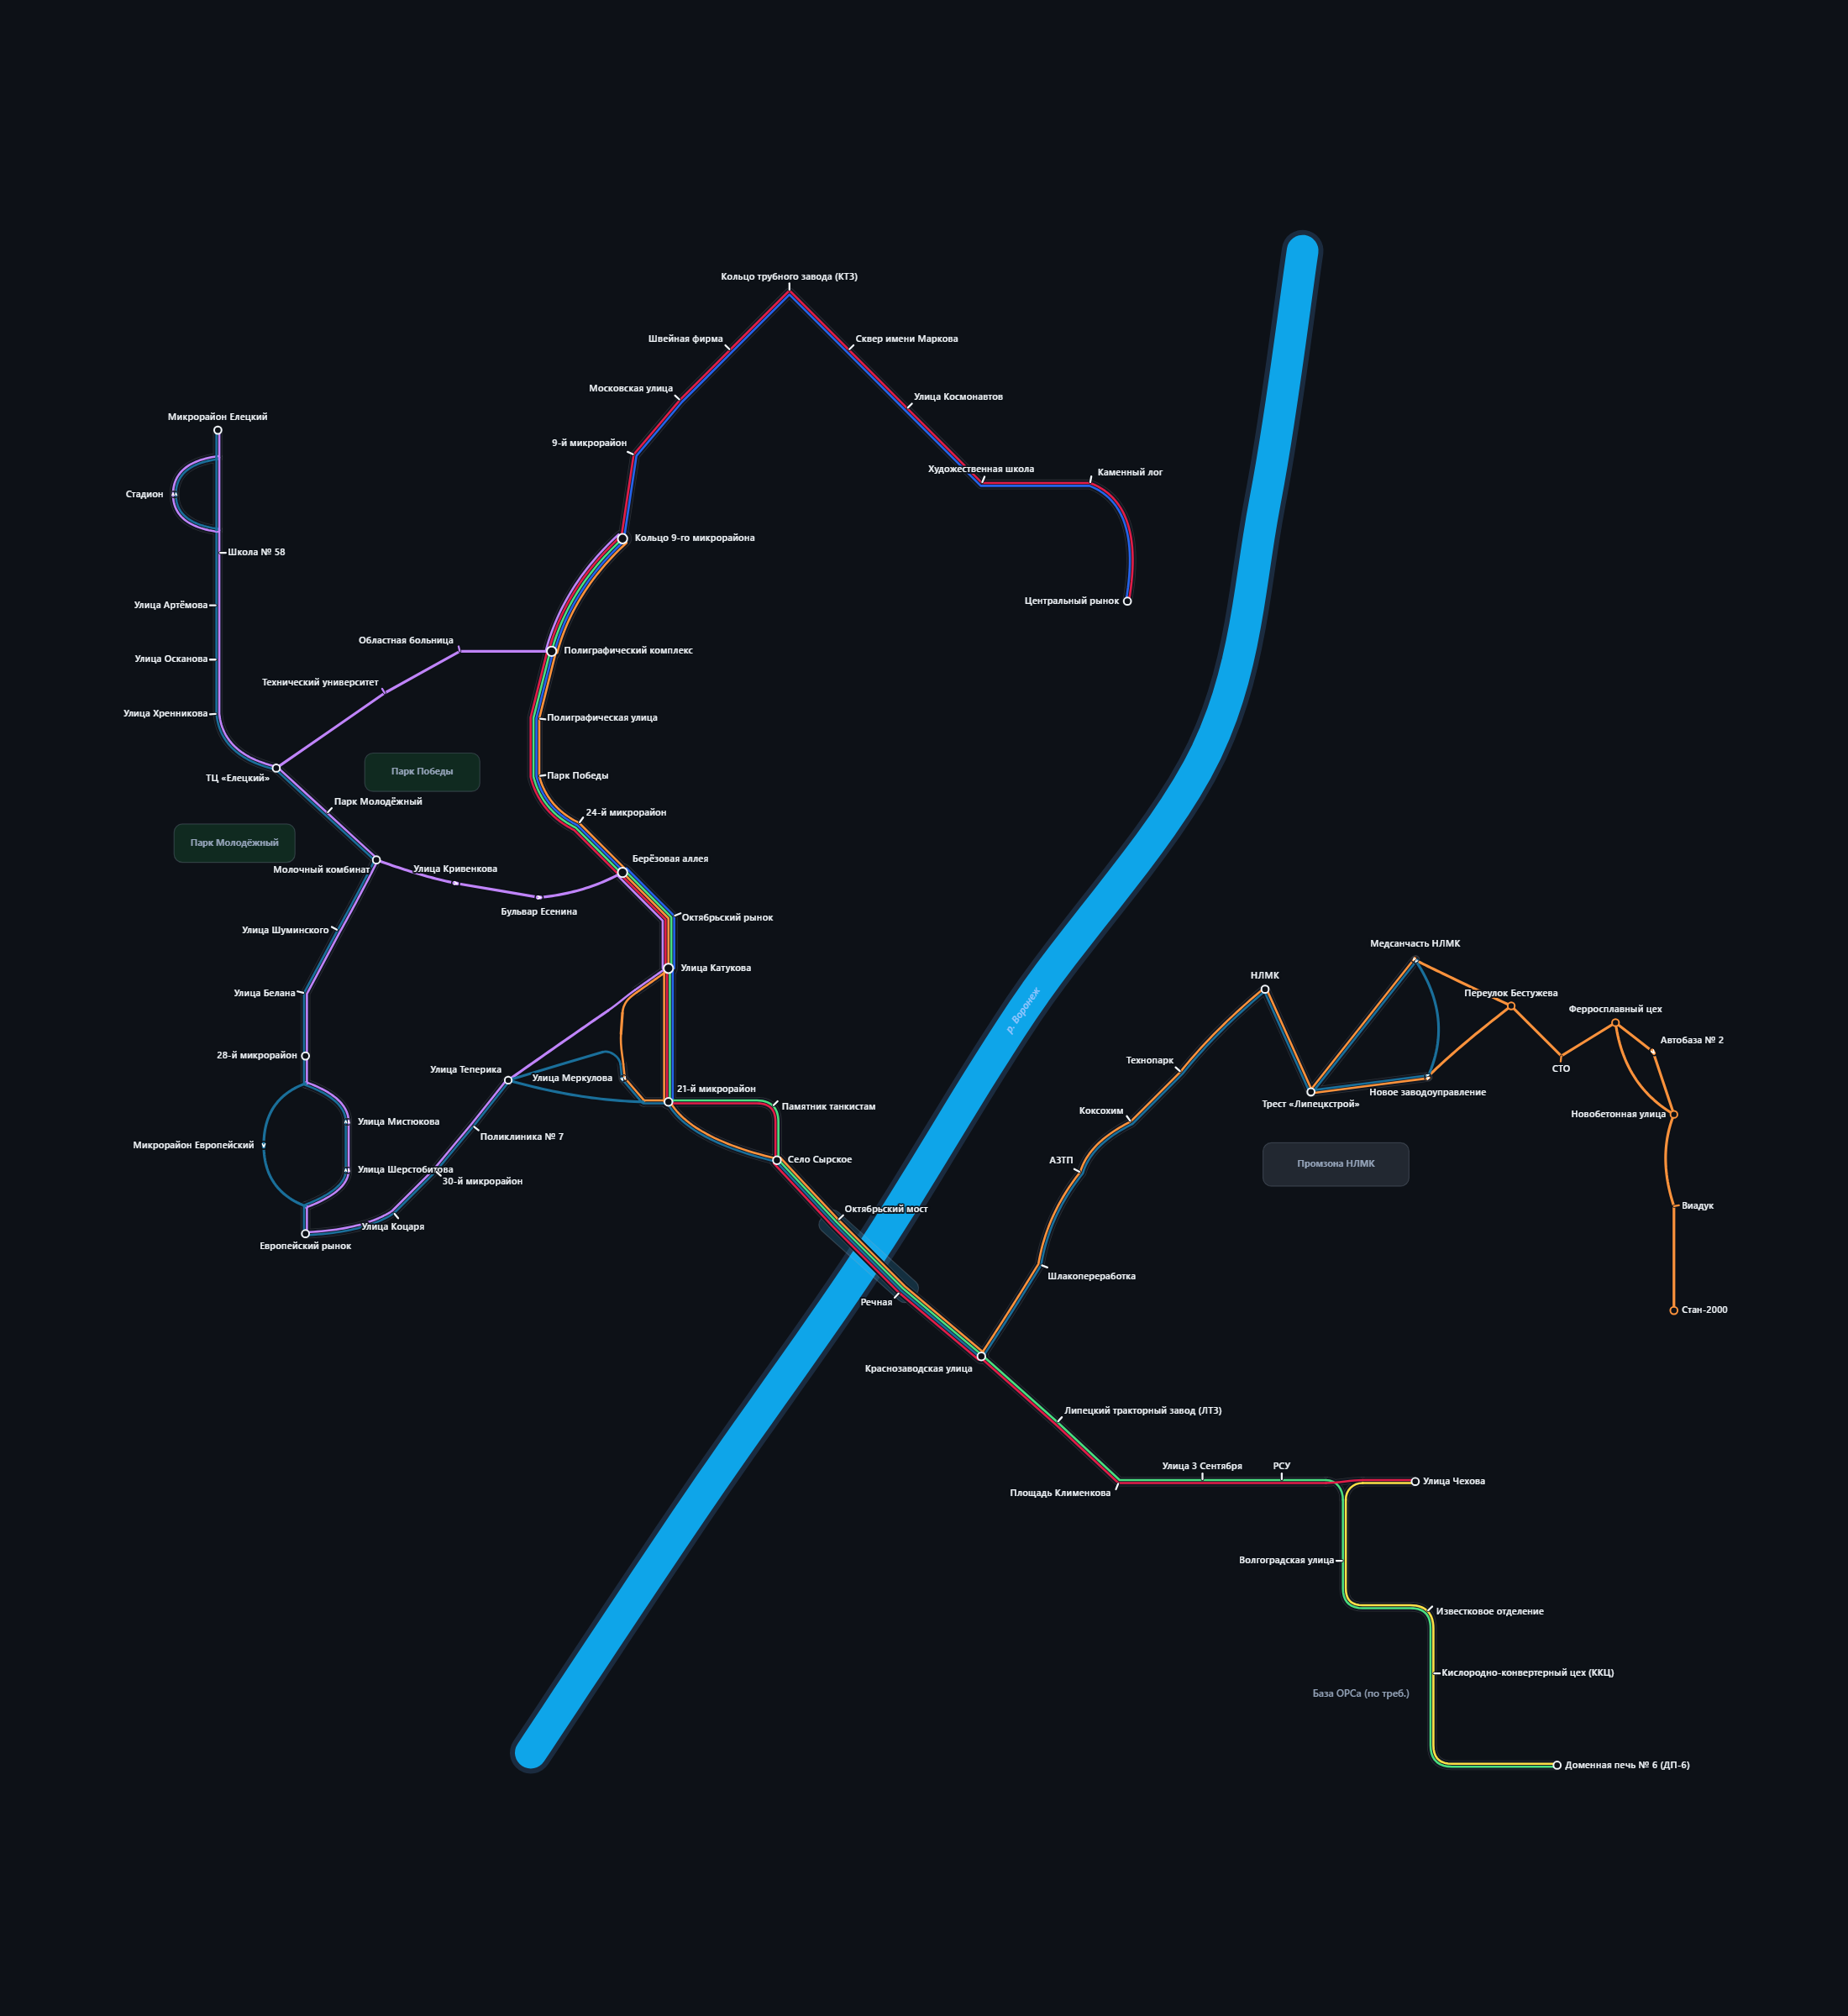 Кольцо трубного завода (КТЗ)
Швейная фирма
Сквер имени Маркова
Московская улица
Улица Космонавтов
Микрорайон Елецкий
9-й микрорайон
Художественная школа
Каменный лог
Стадион
Кольцо 9-го микрорайона
Школа № 58
Центральный рынок
Улица Артёмова
Областная больница
Полиграфический комплекс
Улица Осканова
Технический университет
Улица Хренникова
Полиграфическая улица
Парк Победы
ТЦ «Елецкий»
Парк Победы
Парк Молодёжный
24-й микрорайон
Парк Молодёжный
Берёзовая аллея
Молочный комбинат
Улица Кривенкова
Бульвар Есенина
Октябрьский рынок
Улица Шуминского
Медсанчасть НЛМК
Улица Катукова
НЛМК
Улица Белана
Переулок Бестужева
р. Воронеж
Ферросплавный цех
Автобаза № 2
28-й микрорайон
Технопарк
СТО
Улица Теперика
Улица Меркулова
21-й микрорайон
Новое заводоуправление
Трест «Липецкстрой»
Памятник танкистам
Коксохим
Новобетонная улица
Улица Мистюкова
Поликлиника № 7
Микрорайон Европейский
Село Сырское
АЗТП
Промзона НЛМК
Улица Шерстобитова
30-й микрорайон
Виадук
Октябрьский мост
Улица Коцаря
Европейский рынок
Шлакопереработка
Речная
Стан-2000
Краснозаводская улица
Липецкий тракторный завод (ЛТЗ)
Улица 3 Сентября
РСУ
Улица Чехова
Площадь Клименкова
Волгоградская улица
Известковое отделение
Кислородно-конвертерный цех (ККЦ)
База ОРСа (по треб.)
Доменная печь № 6 (ДП-6)